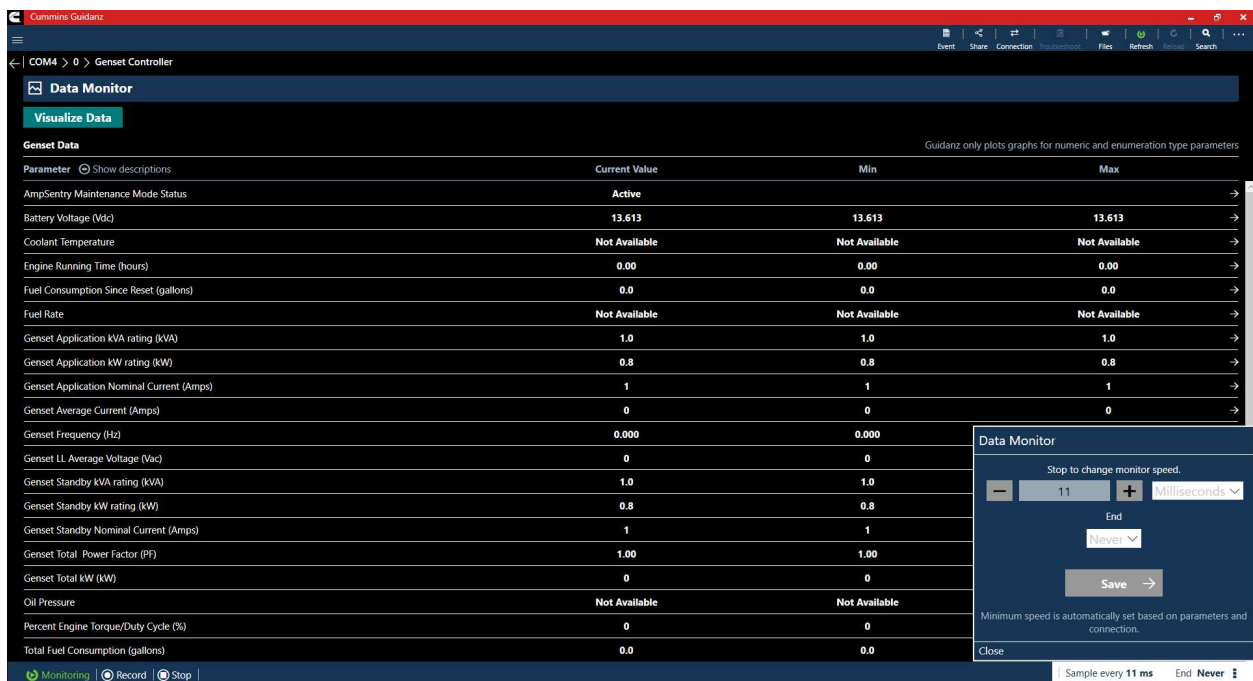 Cummins Guidanz
Event Share Connection Troubleshoot Files Refresh Reload Search
COM4 > 0 > Genset Controller
Data Monitor
Visualize Data
Genset Data Guidanz only plots graphs for numeric and enumeration type parameters
Parameter Show descriptions Current Value Min Max
AmpSentry Maintenance Mode Status Active
Battery Voltage (Vdc) 13.613 13.613 13.613
Coolant Temperature Not Available Not Available Not Available
Engine Running Time (hours) 0.00 0.00 0.00
Fuel Consumption Since Reset (gallons) 0.0 0.0 0.0
Fuel Rate Not Available Not Available Not Available
Genset Application kVA rating (kVA) 1.0 1.0 1.0
Genset Application kW rating (kW) 0.8 0.8 0.8
Genset Application Nominal Current (Amps) 1 1 1
Genset Average Current (Amps) 0 0 0
Genset Frequency (Hz) 0.000 0.000
Genset LL Average Voltage (Vac) 0 0
Genset Standby kVA rating (kVA) 1.0 1.0
Genset Standby kW rating (kW) 0.8 0.8
Genset Standby Nominal Current (Amps) 1 1
Genset Total Power Factor (PF) 1.00 1.00
Genset Total kW (kW) 0 0
Oil Pressure Not Available Not Available
Percent Engine Torque/Duty Cycle (%) 0 0
Total Fuel Consumption (gallons) 0.0 0.0
Data Monitor
Stop to change monitor speed.
11 Milliseconds
End
Never
Save
Minimum speed is automatically set based on parameters and
connection.
Close
Monitoring Record Stop Sample every 11 ms End Never